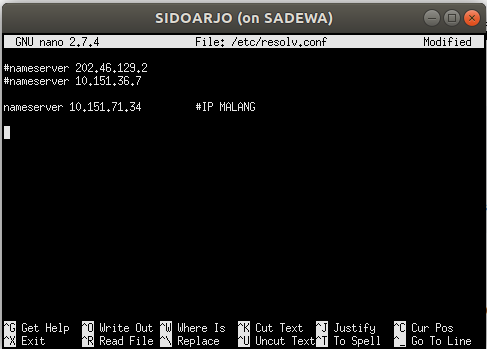 SIDOARJO (on SADEWA)
GNU nano 2.7.4 File: /etc/resolv.conf Modified
#nameserver 202.46.129.2
#nameserver 10.151.36.7
nameserver 10.151.71.34 #IP MALANG
^G Get Help ^O Write Out ^W Where Is ^K Cut Text ^J Justify ^C Cur Pos
^X Exit ^R Read File ^\ Replace ^U Uncut Text ^T To Spell ^_ Go To Line